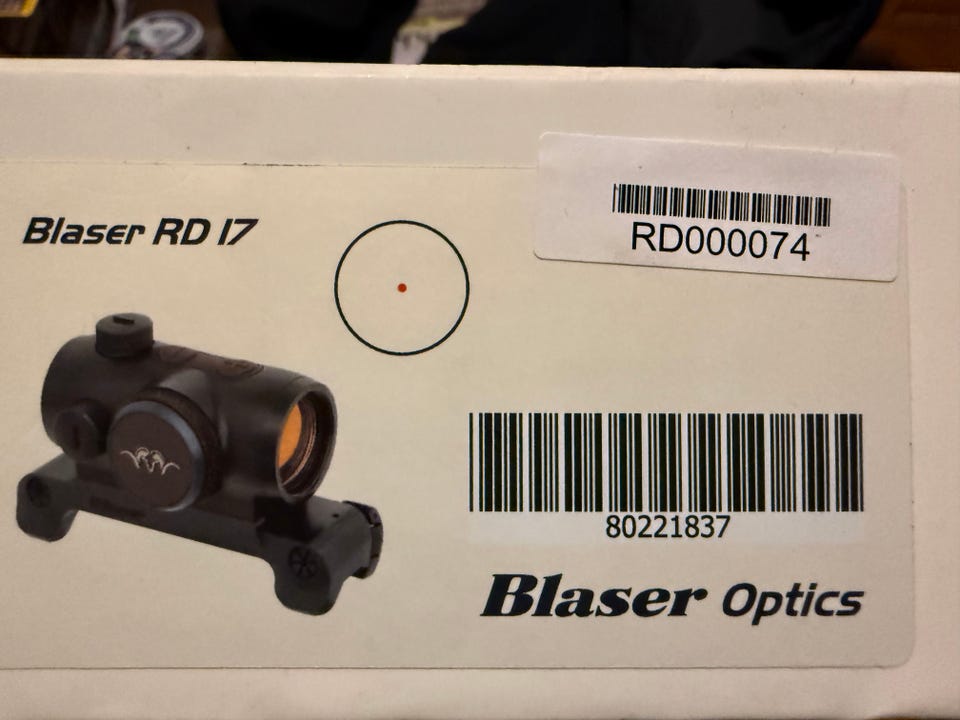 Blaser RD 17
RD000074
80221837
Blaser Optics